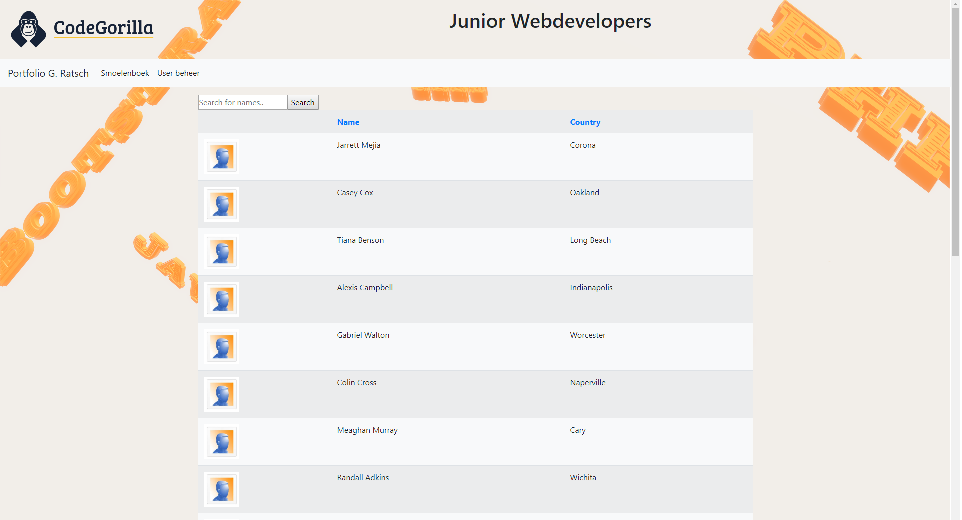 CodeGorilla
Junior Webdevelopers
Portfolio G. Ratsch Smoelenboek User beheer
Search for names.. Search
Name Country
Jarrett Mejia Corona
Casey Cox Oakland
Tiana Benson Long Beach
Alexis Campbell Indianapolis
Gabriel Walton Worcester
Colin Cross Naperville
Meaghan Murray Cary
Randall Adkins Wichita